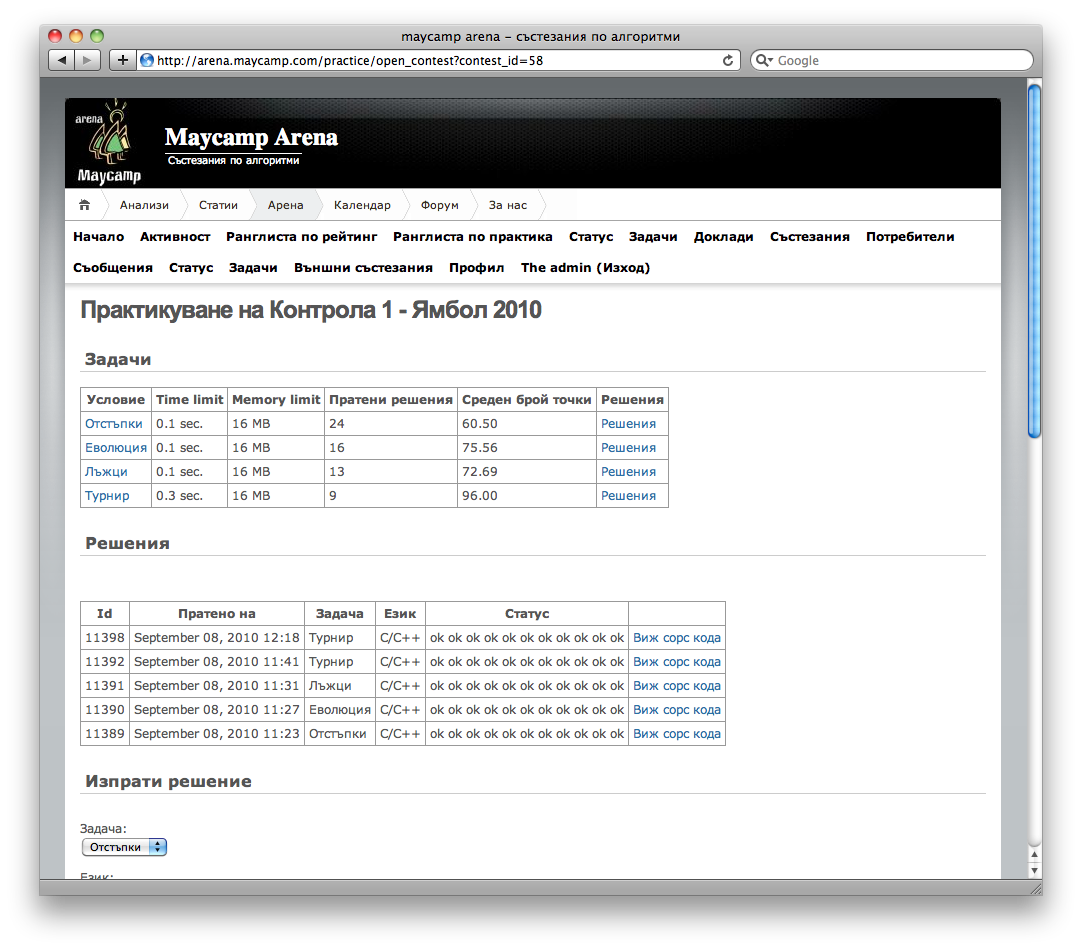 maycamp arena – състезания по алгоритми
http://arena.maycamp.com/practice/open_contest?contest_id=58
Google
arena
Maycamp
Maycamp Arena
Състезания по алгоритми
Анализи Статии Арена Календар Форум За нас
Начало Активност Ранглиста по рейтинг Ранглиста по практика Статус Задачи Доклади Състезания Потребители
Съобщения Статус Задачи Външни състезания Профил The admin (Изход)
Практикуване на Контрола 1 - Ямбол 2010
Задачи
Условие Time limit Memory limit Пратени решения Среден брой точки Решения
Отстъпки 0.1 sec. 16 MB 24 60.50 Решения
Еволюция 0.1 sec. 16 MB 16 75.56 Решения
Лъжци 0.1 sec. 16 MB 13 72.69 Решения
Турнир 0.3 sec. 16 MB 9 96.00 Решения
Решения
Id Пратено на Задача Език Статус
11398 September 08, 2010 12:18 Турнир C/C++ ok ok ok ok ok ok ok ok ok ok ok Виж сорс кода
11392 September 08, 2010 11:41 Турнир C/C++ ok ok ok ok ok ok ok ok ok ok ok Виж сорс кода
11391 September 08, 2010 11:31 Лъжци C/C++ ok ok ok ok ok ok ok ok ok ok ok Виж сорс кода
11390 September 08, 2010 11:27 Еволюция C/C++ ok ok ok ok ok ok ok ok ok ok ok Виж сорс кода
11389 September 08, 2010 11:23 Отстъпки C/C++ ok ok ok ok ok ok ok ok ok ok ok Виж сорс кода
Изпрати решение
Задача:
Отстъпки
Език: